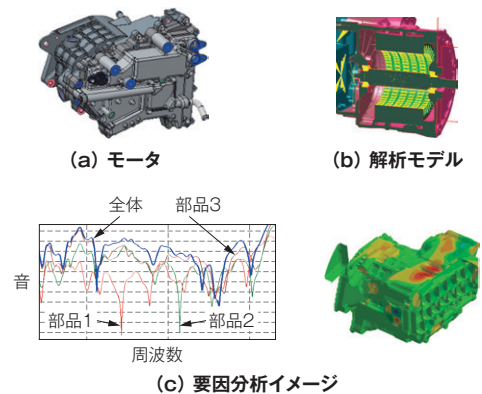 (a) モータ
(b) 解析モデル
全体
部品3
音
部品1
部品2
周波数
(c) 要因分析イメージ